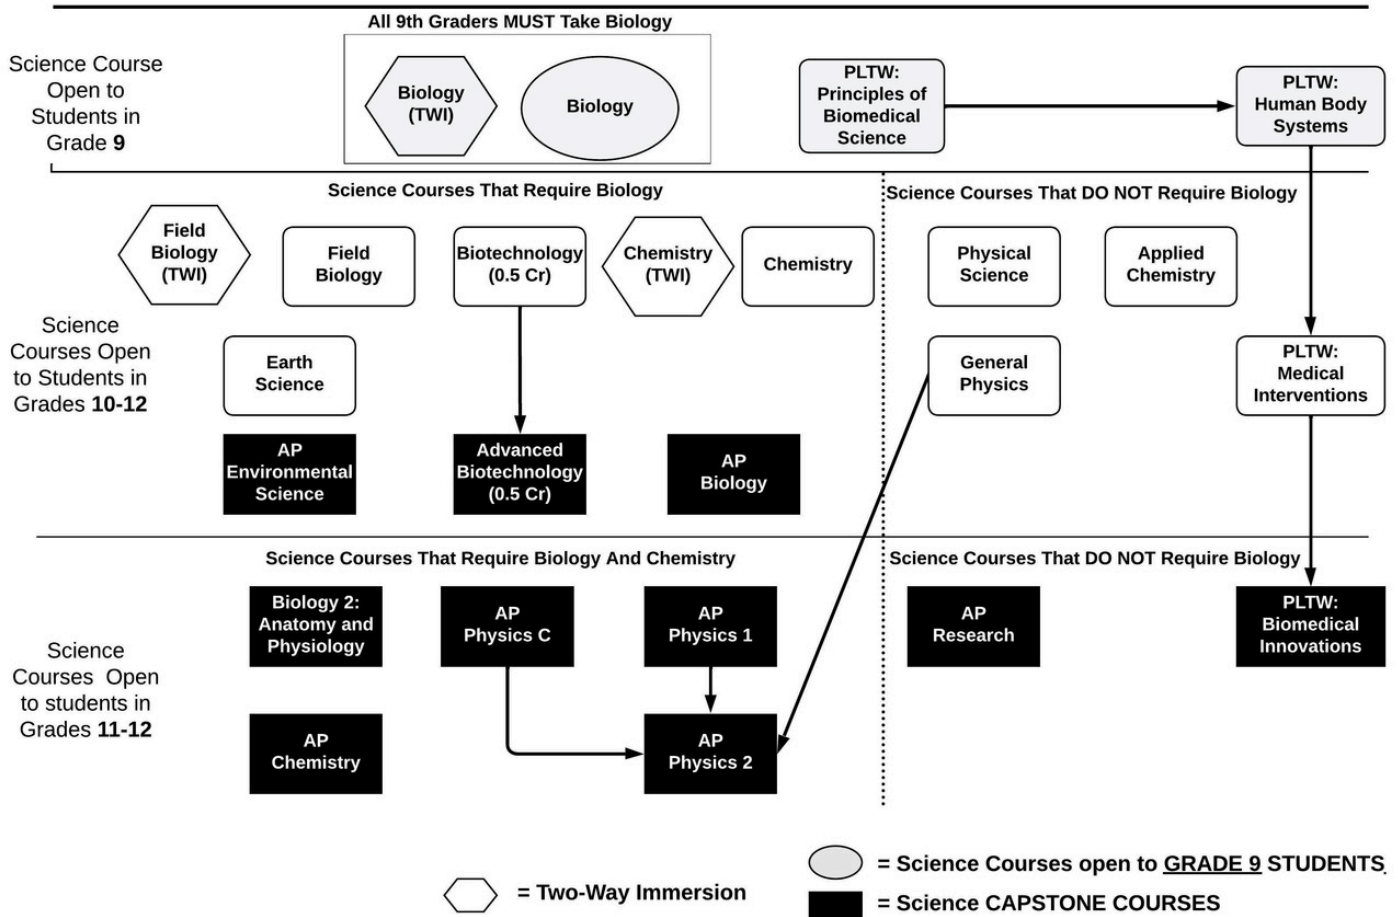 All 9th Graders MUST Take Biology
Science Course
Open to
Students in
Grade 9
Biology
(TWI)
Biology
PLTW:
Principles of
Biomedical
Science
PLTW:
Human Body
Systems
Science Courses That Require Biology
Science Courses That DO NOT Require Biology
Science
Courses Open
to Students in
Grades 10-12
Field
Biology
(TWI)
Field
Biology
Biotechnology
(0.5 Cr)
Chemistry
(TWI)
Chemistry
Physical
Science
Applied
Chemistry
Earth
Science
General
Physics
PLTW:
Medical
Interventions
AP
Environmental
Science
Advanced
Biotechnology
(0.5 Cr)
AP
Biology
Science Courses That Require Biology And Chemistry
Science Courses That DO NOT Require Biology
Science
Courses Open
to students in
Grades 11-12
Biology 2:
Anatomy and
Physiology
AP
Physics C
AP
Physics 1
AP
Research
PLTW:
Biomedical
Innovations
AP
Chemistry
AP
Physics 2
= Two-Way Immersion
= Science Courses open to GRADE 9 STUDENTS.
= Science CAPSTONE COURSES